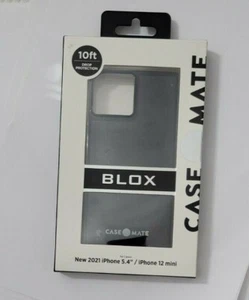 10ft
DROP
PROTECTION
CASE MATE
BLOX
CASE MATE
New 2021 iPhone 5.4" / iPhone 12 mini